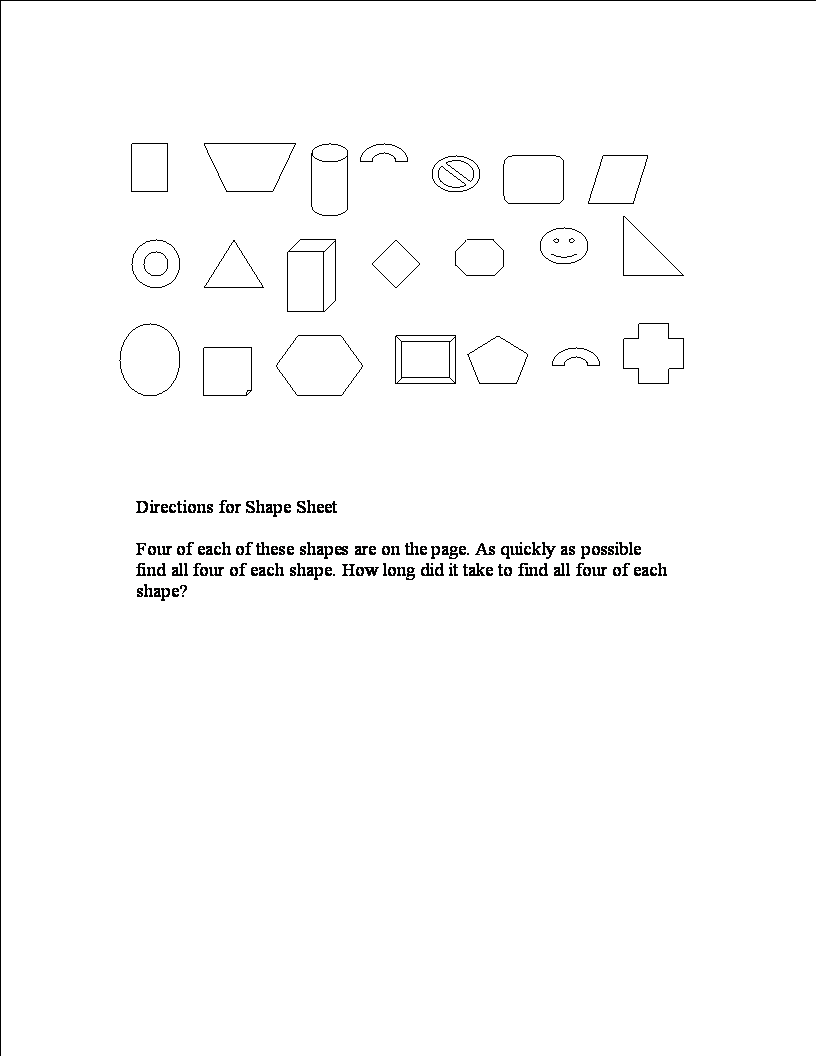 Directions for Shape Sheet
Four of each of these shapes are on the page. As quickly as possible
find all four of each shape. How long did it take to find all four of each
shape?